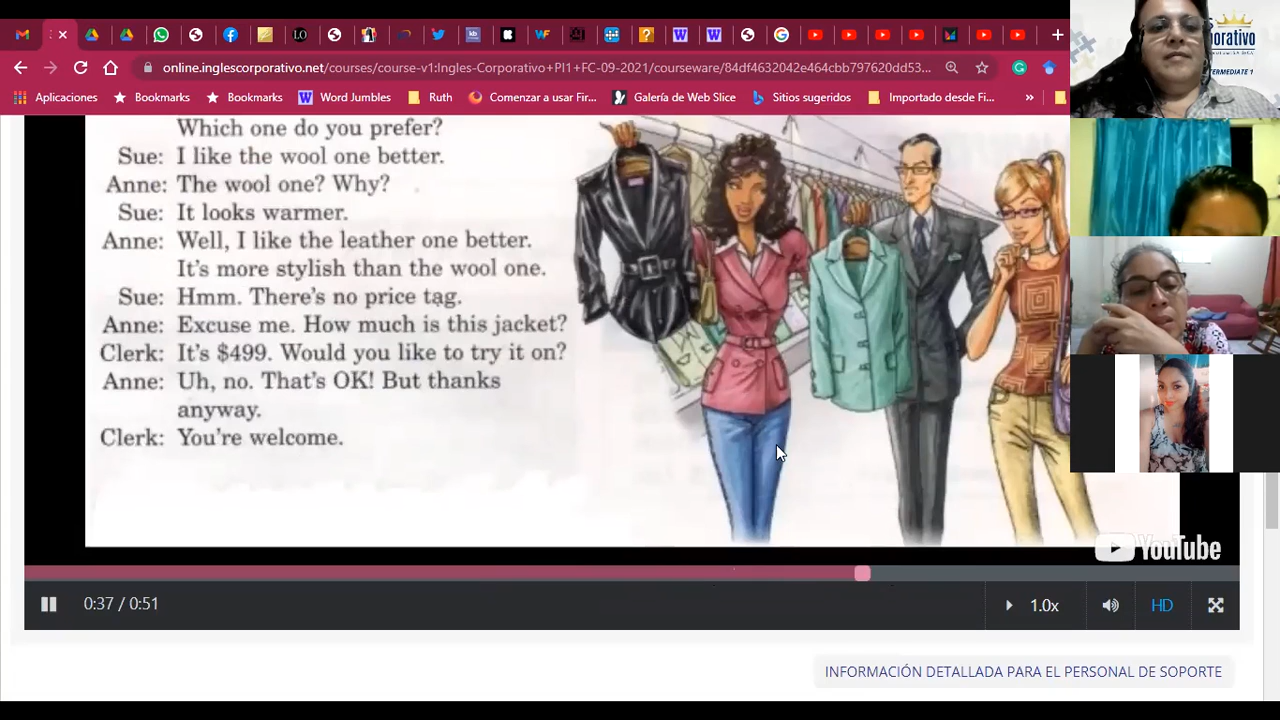 online.inglescorporativo.net/courses/course-v1:Ingles-Corporativo+PI1+FC-09-2021/courseware/84df4632042e464cbb797620dd53...
Aplicaciones Bookmarks Bookmarks Word Jumbles Ruth Comenzar a usar Fir... Galería de Web Slice Sitios sugeridos Importado desde Fi... »
Which one do you prefer?
Sue: I like the wool one better.
Anne: The wool one? Why?
Sue: It looks warmer.
Anne: Well, I like the leather one better.
It's more stylish than the wool one.
Sue: Hmm. There's no price tag.
Anne: Excuse me. How much is this jacket?
Clerk: It's $499. Would you like to try it on?
Anne: Uh, no. That's OK! But thanks
anyway.
Clerk: You're welcome.
YouTube
0:37 / 0:51
1.0x
HD
INFORMACIÓN DETALLADA PARA EL PERSONAL DE SOPORTE